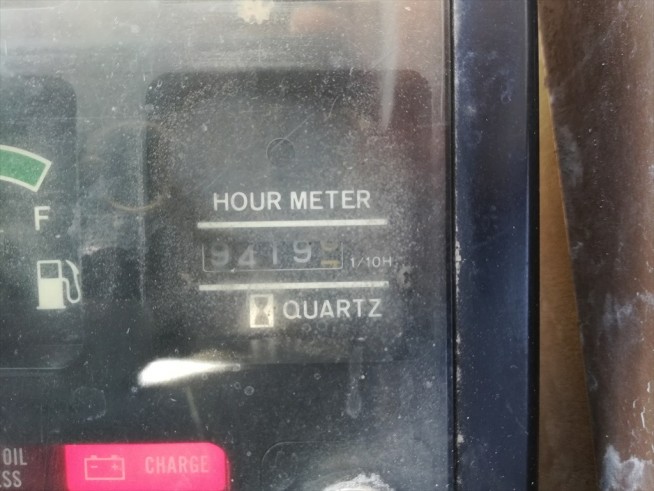 HOUR METER
F
9419
1/10H
QUARTZ
OIL
CHARGE
SS